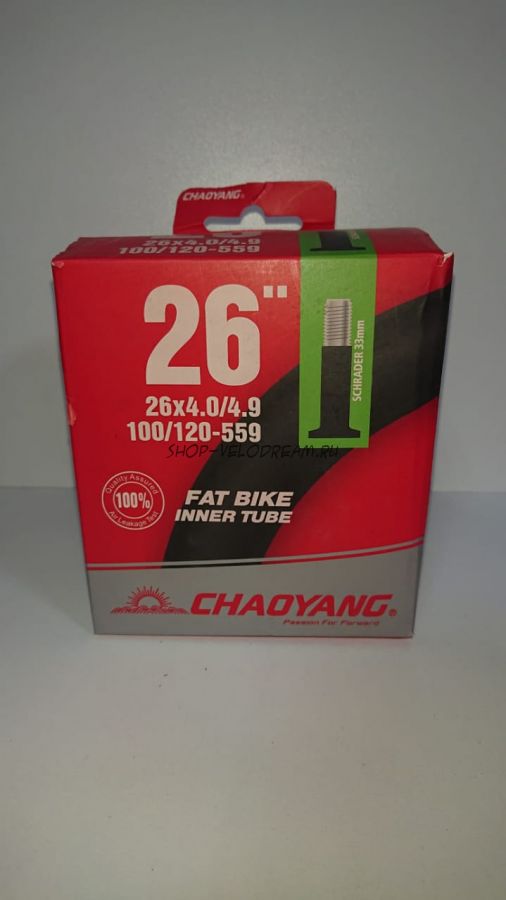 CHAOYANG®
26x4.0/4.9
100/120-559
26"
26x4.0/4.9
100/120-559
SCHRADER 33mm
SHOP-VELODREAM.RU
Quality Assured
100%
Air Leakage Test
FAT BIKE
INNER TUBE
CHAOYANG®
Passion For Forward